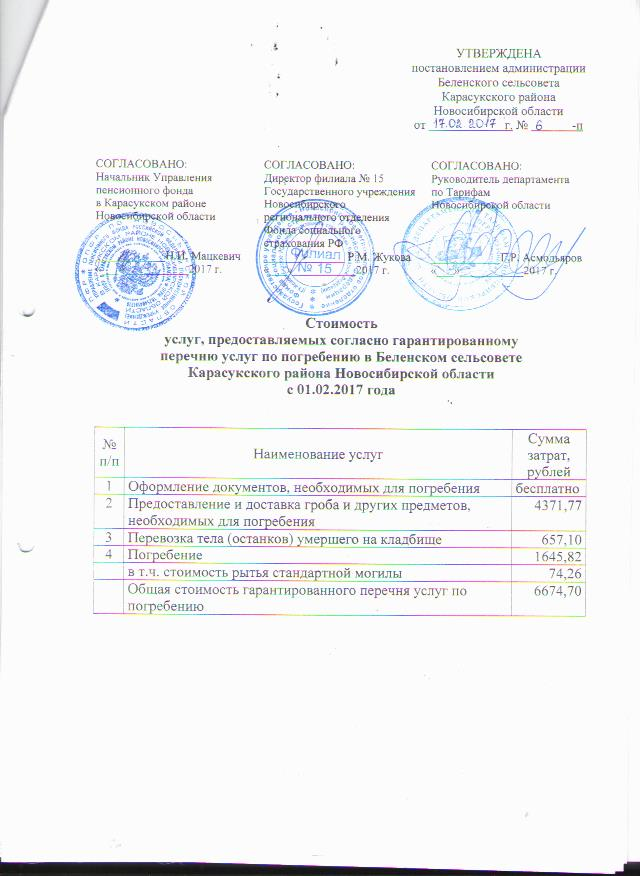 УТВЕРЖДЕНА
постановлением администрации
Беленского сельсовета
Карасукского района
Новосибирской области
от 17.02 2017 г. № 6 -п
СОГЛАСОВАНО:
Начальник Управления
пенсионного фонда
в Карасукском районе
Новосибирской области
Н.И. Мацкевич
2017 г.
СОГЛАСОВАНО:
Директор филиала № 15
Государственного учреждения
Новосибирского
регионального отделения
Фонда социального
страхования РФ
Р.М. Жукова
2017 г.
Филиал
№ 15
СОГЛАСОВАНО:
Руководитель департамента
по Тарифам
Новосибирской области
Г.Р. Асмодьяров
« » 2017 г.
Стоимость
услуг, предоставляемых согласно гарантированному
перечню услуг по погребению в Беленском сельсовете
Карасукского района Новосибирской области
с 01.02.2017 года
№ п/п Наименование услуг Сумма затрат, рублей
1 Оформление документов, необходимых для погребения бесплатно
2 Предоставление и доставка гроба и других предметов, 4371,77
необходимых для погребения
3 Перевозка тела (останков) умершего на кладбище 657,10
4 Погребение 1645,82
в т.ч. стоимость рытья стандартной могилы 74,26
Общая стоимость гарантированного перечня услуг по 6674,70
погребению